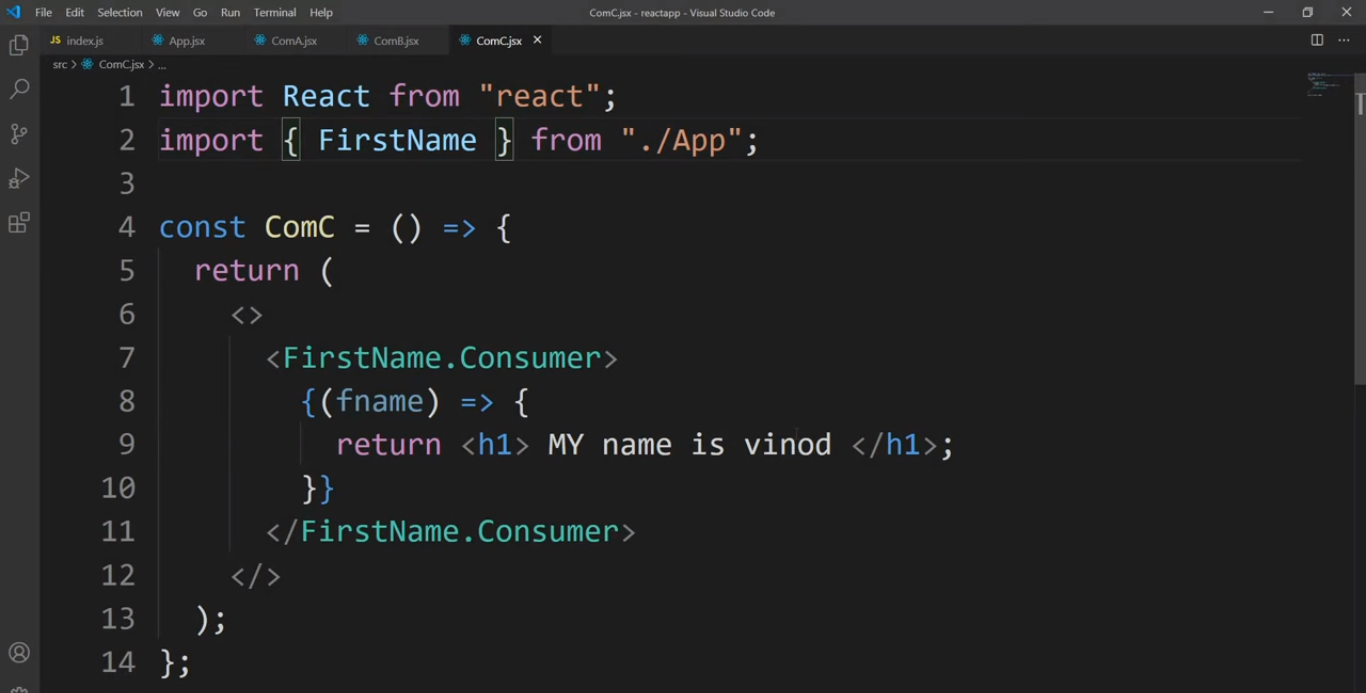 File Edit Selection View Go Run Terminal Help ComC.jsx - reactapp - Visual Studio Code
JS index.js App.jsx ComA.jsx ComB.jsx ComC.jsx
src > ComC.jsx > ...
1 import React from "react";
2 import { FirstName } from "./App";
3
4 const ComC = () => {
5 return (
6 <>
7 <FirstName.Consumer>
8 {(fname) => {
9 return <h1> MY name is vinod </h1>;
10 }}
11 </FirstName.Consumer>
12 </>
13 );
14 };